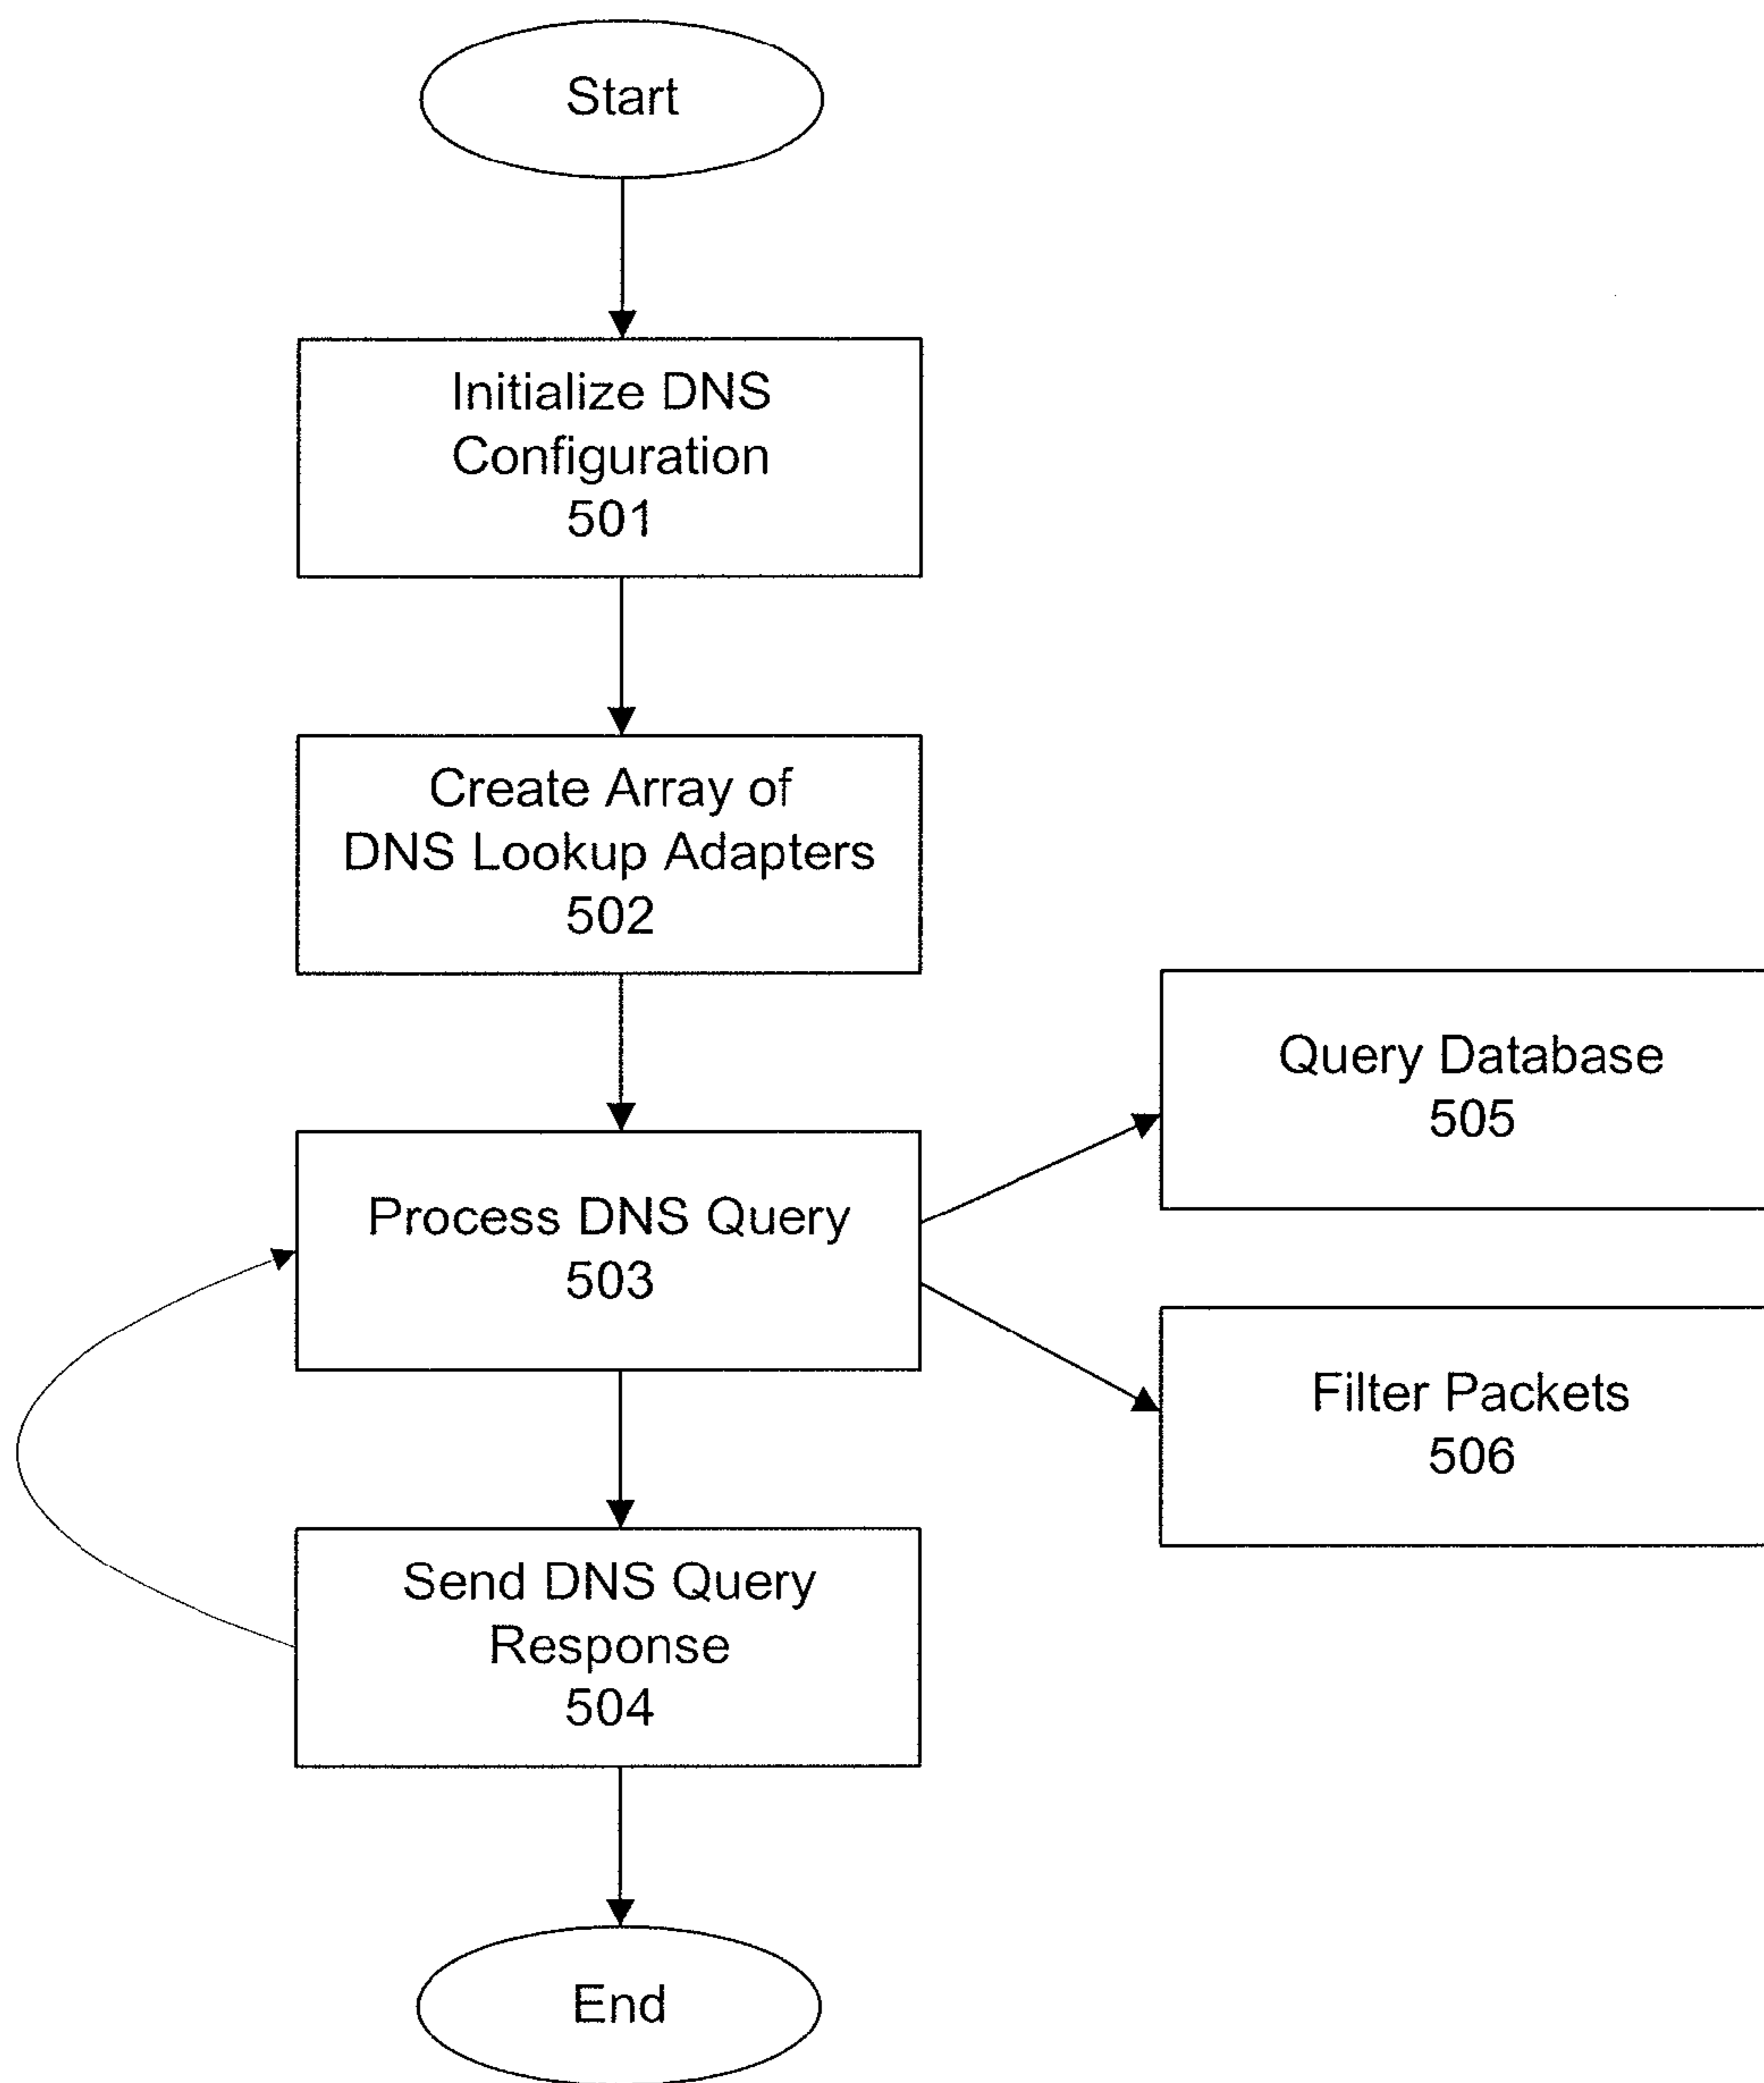 Start
Initialize DNS
Configuration
501
Create Array of
DNS Lookup Adapters
502
Process DNS Query
503
Query Database
505
Filter Packets
506
Send DNS Query
Response
504
End